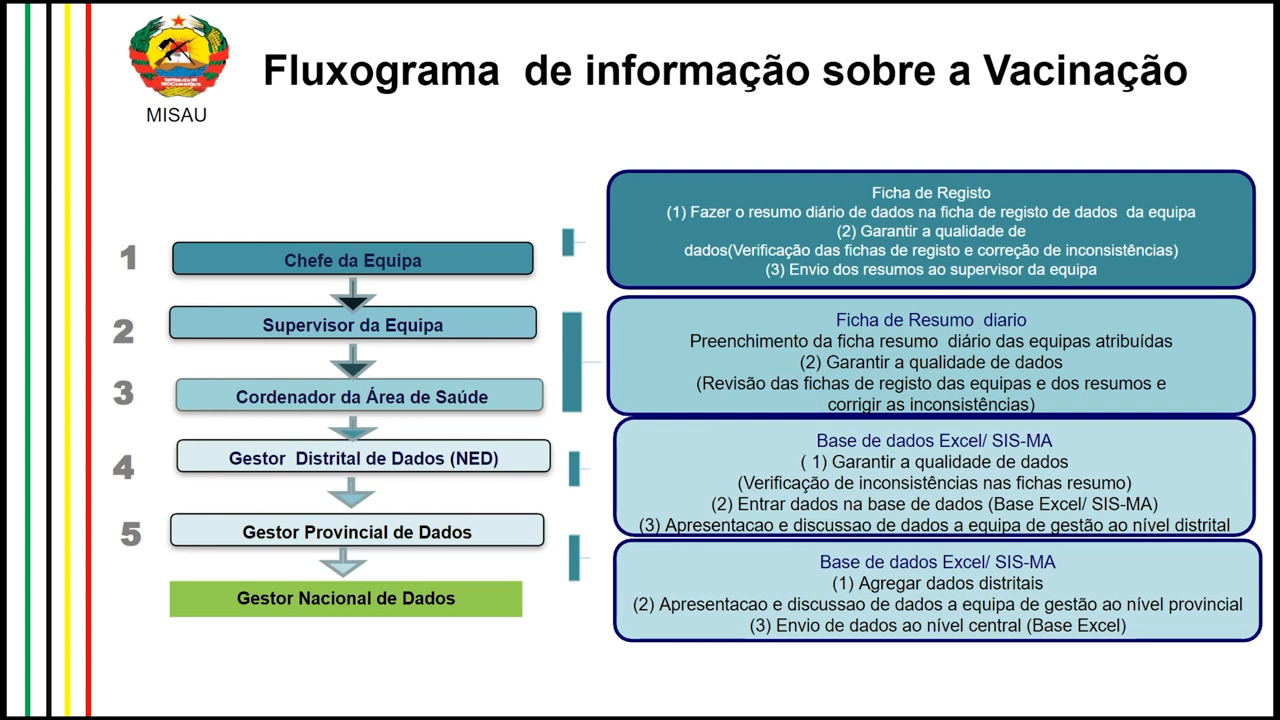 Fluxograma de informação sobre a Vacinação
MISAU
1
Chefe da Equipa
2
Supervisor da Equipa
3
Cordenador da Área de Saúde
4
Gestor Distrital de Dados (NED)
5
Gestor Provincial de Dados
Gestor Nacional de Dados
Ficha de Registo
(1) Fazer o resumo diário de dados na ficha de registo de dados da equipa
(2) Garantir a qualidade de
dados(Verificação das fichas de registo e correção de inconsistências)
(3) Envio dos resumos ao supervisor da equipa
Ficha de Resumo diario
Preenchimento da ficha resumo diário das equipas atribuídas
(2) Garantir a qualidade de dados
(Revisão das fichas de registo das equipas e dos resumos e
corrigir as inconsistências)
Base de dados Excel/ SIS-MA
( 1) Garantir a qualidade de dados
(Verificação de inconsistências nas fichas resumo)
(2) Entrar dados na base de dados (Base Excel/ SIS-MA)
(3) Apresentacao e discussao de dados a equipa de gestão ao nível distrital
Base de dados Excel/ SIS-MA
(1) Agregar dados distritais
(2) Apresentacao e discussao de dados a equipa de gestão ao nível provincial
(3) Envio de dados ao nível central (Base Excel)